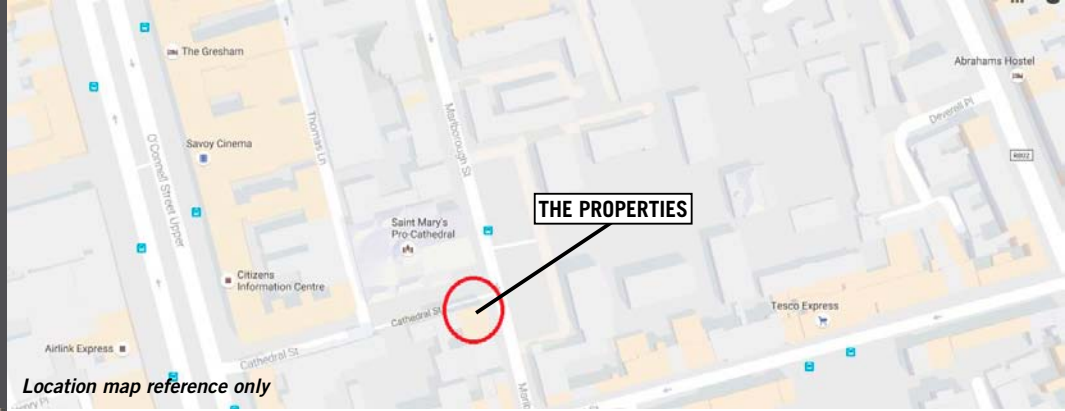 The Gresham
Abrahams Hostel
Marlborough St
Thomas Ln
O'Connell Street Upper
Savoy Cinema
Deverell Pl
R802
THE PROPERTIES
Saint Mary's
Pro-Cathedral
Citizens
Information Centre
Cathedral St
Tesco Express
Airlink Express
Cathedral St
Location map reference only